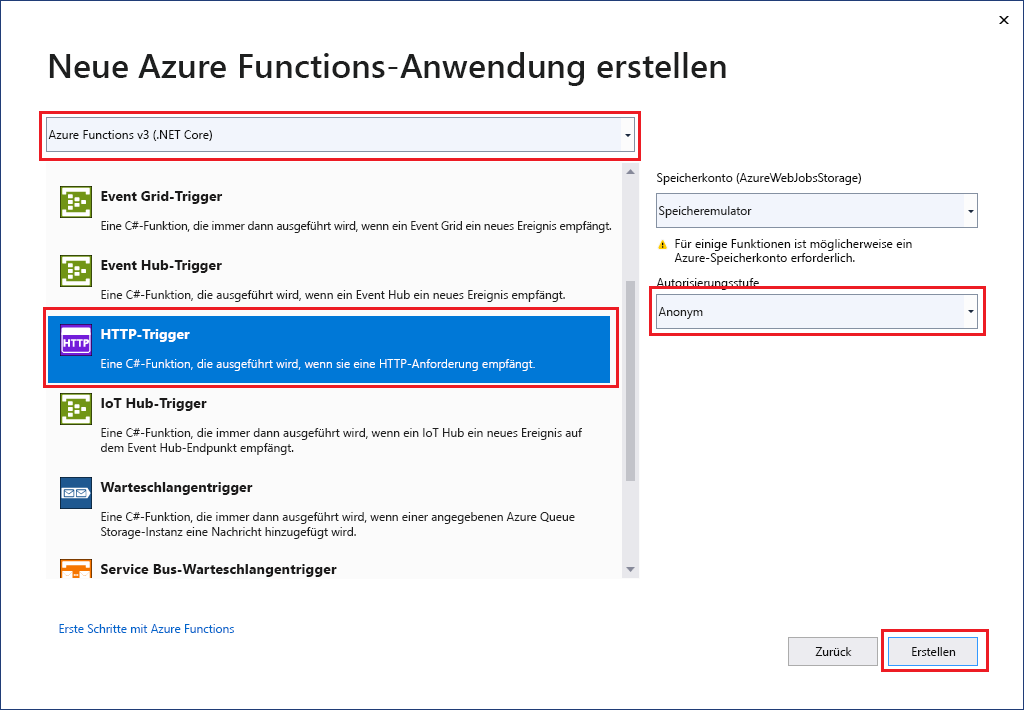 Neue Azure Functions-Anwendung erstellen
Azure Functions v3 (.NET Core)
Event Grid-Trigger
Eine C#-Funktion, die immer dann ausgeführt wird, wenn ein Event Grid ein neues Ereignis empfängt.
Event Hub-Trigger
Eine C#-Funktion, die ausgeführt wird, wenn ein Event Hub ein neues Ereignis empfängt.
HTTP
HTTP-Trigger
Eine C#-Funktion, die ausgeführt wird, wenn sie eine HTTP-Anforderung empfängt.
IoT Hub-Trigger
Eine C#-Funktion, die immer dann ausgeführt wird, wenn ein IoT Hub ein neues Ereignis auf
dem Event Hub-Endpunkt empfängt.
Warteschlangentrigger
Eine C#-Funktion, die immer dann ausgeführt wird, wenn einer angegebenen Azure Queue
Storage-Instanz eine Nachricht hinzugefügt wird.
Service Bus-Warteschlangentrigger
Speicherkonto (AzureWebJobsStorage)
Speicheremulator
Für einige Funktionen ist möglicherweise ein
Azure-Speicherkonto erforderlich.
Autorisierungsstufe
Anonym
Erste Schritte mit Azure Functions
Zurück
Erstellen